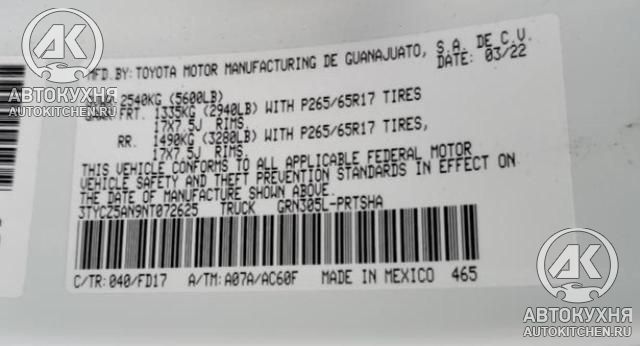 MFD.BY:TOYOTA MOTOR MANUFACTURING DE GUANAJUATO, S.A. DE C.V.
DATE: 03/22
2540KG (5600LB)
FRT. 1335KG (2940LB) WITH P265/65R17 TIRES
17X7.5J RIMS,
RR. 1490KG (3280LB) WITH P265/65R17 TIRES,
17X7.5J RIMS.
THIS VEHICLE CONFORMS TO ALL APPLICABLE FEDERAL MOTOR
VEHICLE SAFETY AND THEFT PREVENTION STANDARDS IN EFFECT ON
THE DATE OF MANUFACTURE SHOWN ABOVE.
3TYCZ5AN9NT072625 TRUCK GRN305L-PRTSHA
C/TR:040/FD17 A/TM:A07A/AC60F MADE IN MEXICO 465
АК
АВТОКУХНЯ
AUTOKITCHEN.RU
АК
АВТОКУХНЯ
AUTOKITCHEN.RU